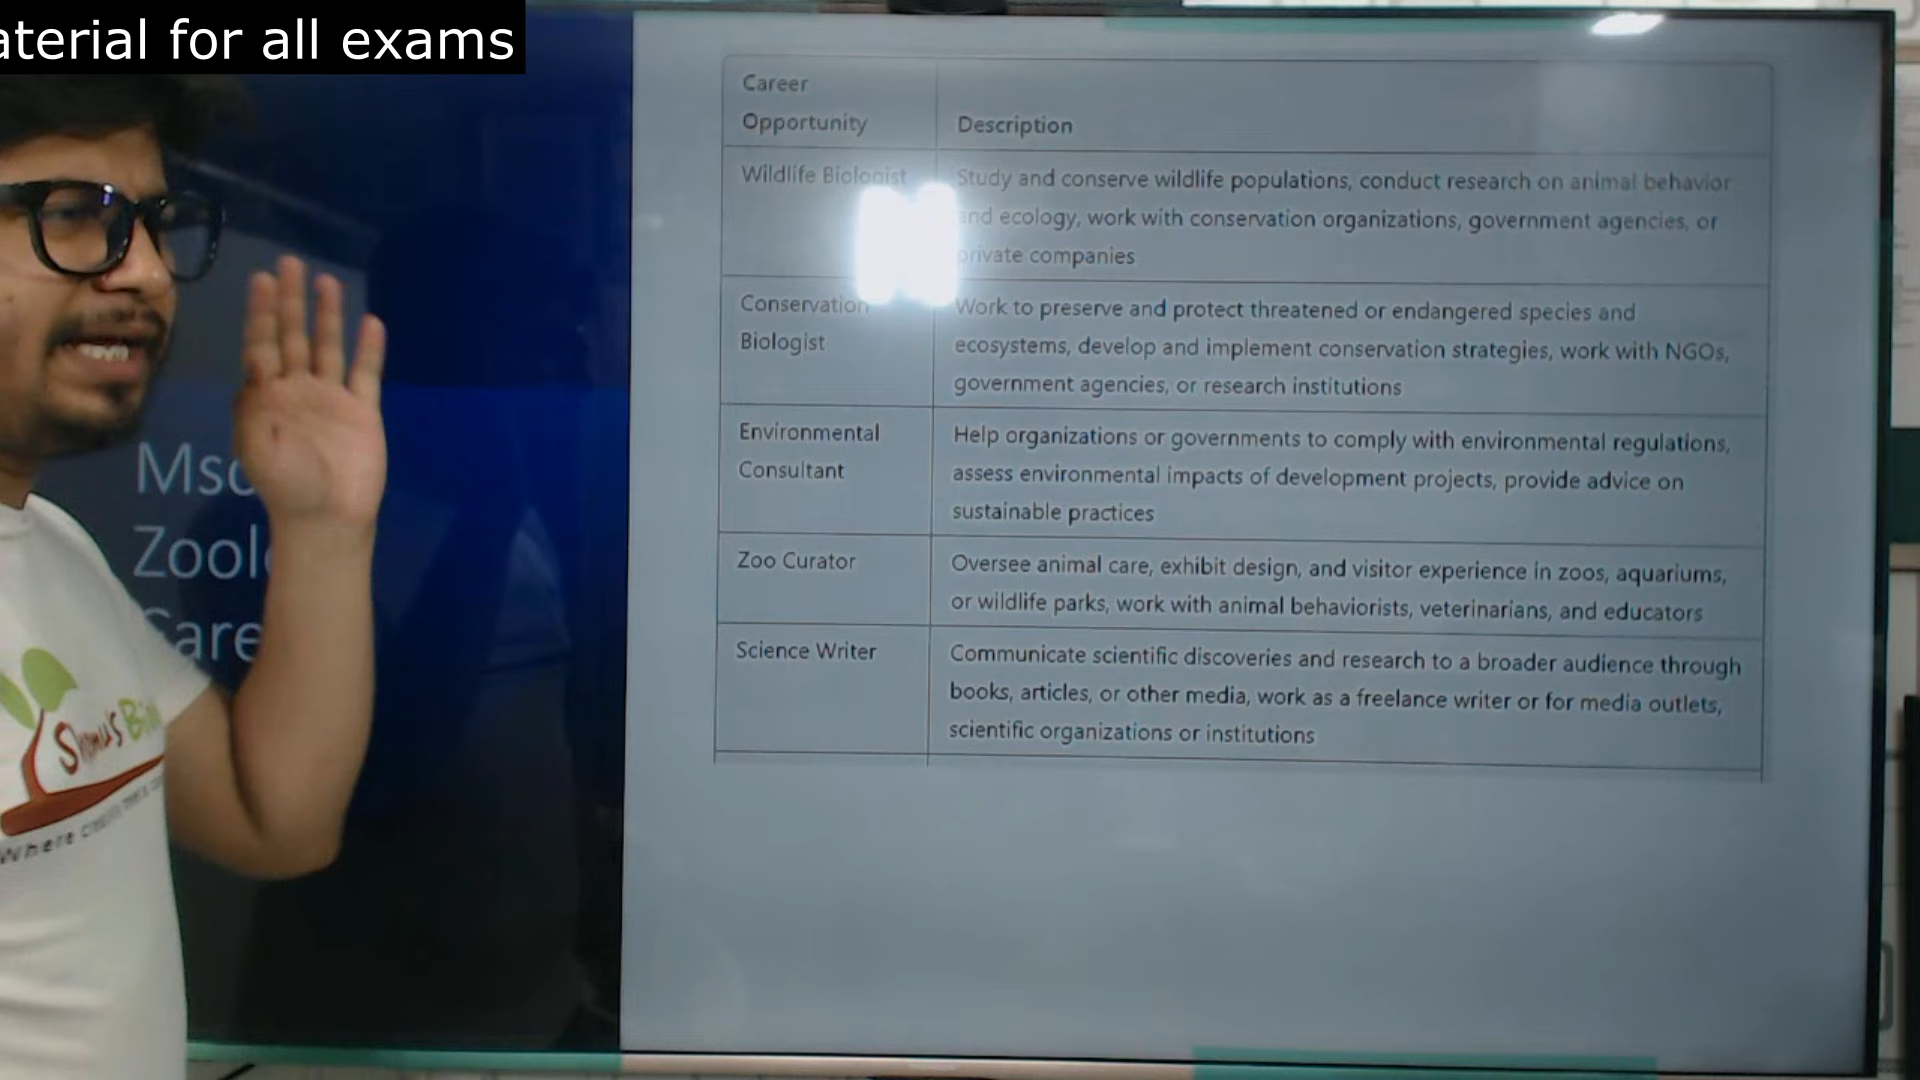 aterial for all exams
Msc
Zool
Care
Shomu's Bio
Where
Career
Opportunity
Description
Wildlife Biologist
Study and conserve wildlife populations, conduct research on animal behavior
and ecology, work with conservation organizations, government agencies, or
private companies
Conservation
Biologist
Work to preserve and protect threatened or endangered species and
ecosystems, develop and implement conservation strategies, work with NGOs,
government agencies, or research institutions
Environmental
Consultant
Help organizations or governments to comply with environmental regulations,
assess environmental impacts of development projects, provide advice on
sustainable practices
Zoo Curator
Oversee animal care, exhibit design, and visitor experience in zoos, aquariums,
or wildlife parks, work with animal behaviorists, veterinarians, and educators
Science Writer
Communicate scientific discoveries and research to a broader audience through
books, articles, or other media, work as a freelance writer or for media outlets,
scientific organizations or institutions